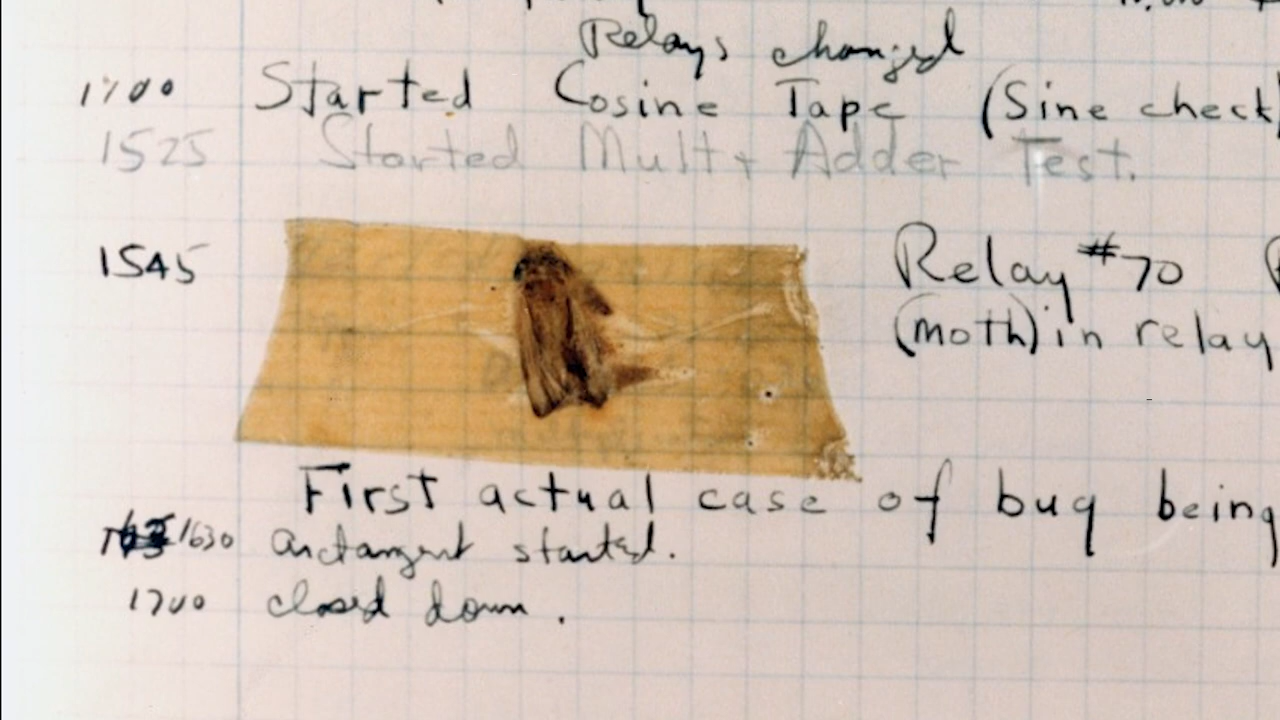 Relays changed
1700 Started Cosine Tape (Sine check)
1525 Started Mult + Adder Test.
1545 Relay #70
(moth) in relay
First actual case of bug being
1630 arctangent started.
1700 closed down.